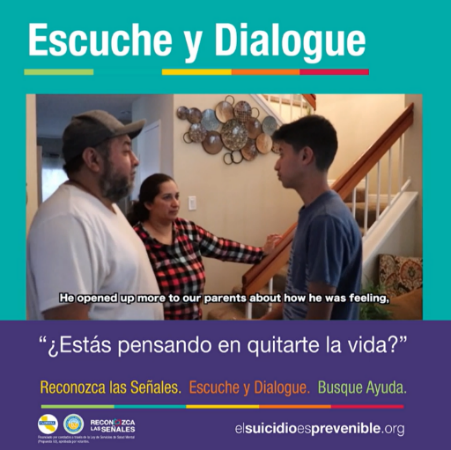 Escuche y Dialogue
He opened up more to our parents about how he was feeling,
“¿Estás pensando en quitarte la vida?”
Reconozca las Señales. Escuche y Dialogue. Busque Ayuda.
RECONOZCA
LAS SEÑALES
elsuicidioesprevenible.org